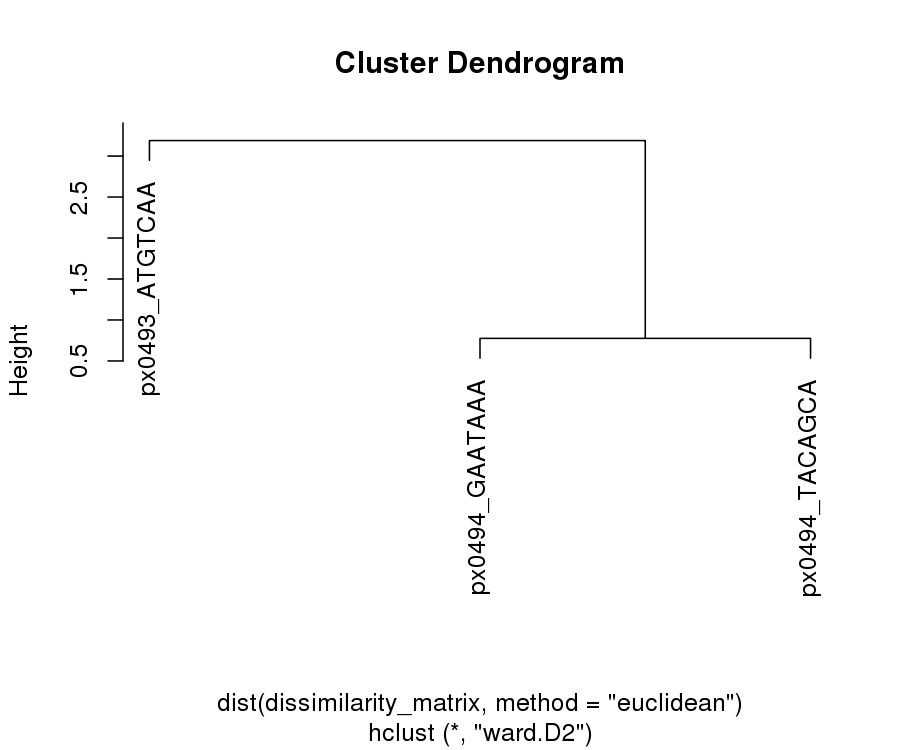 Cluster Dendrogram
Height
0.5
1.5
2.5
px0493_ATGTCAA
px0494_GAATAAA
px0494_TACAGCA
dist(dissimilarity_matrix, method = "euclidean")
hclust (*, "ward.D2")